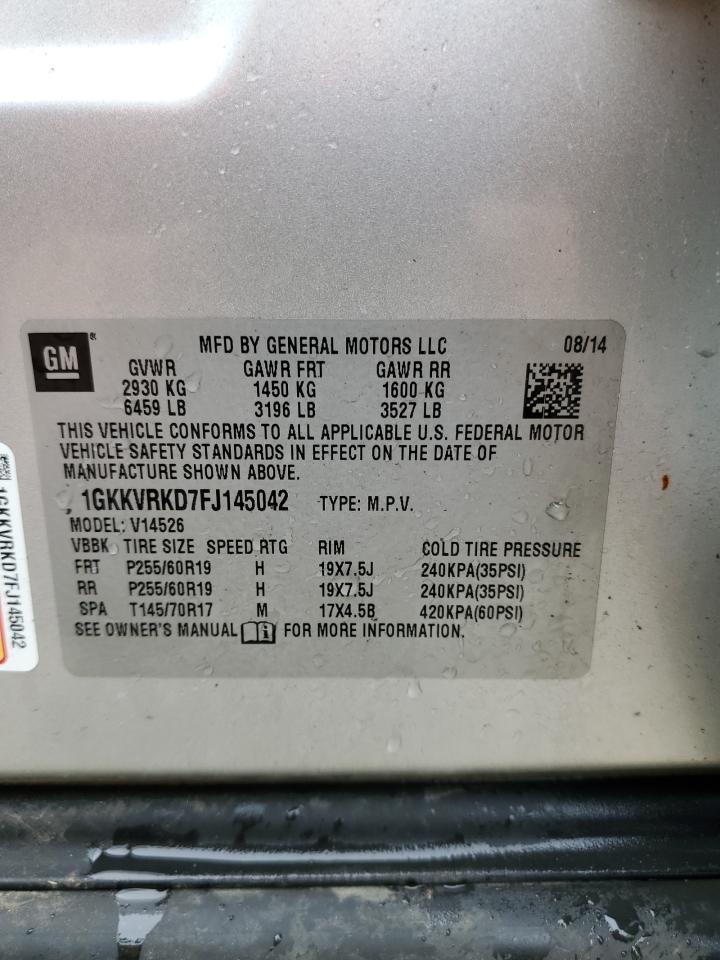 GM®
MFD BY GENERAL MOTORS LLC 08/14
GVWR GAWR FRT GAWR RR
2930 KG 1450 KG 1600 KG
6459 LB 3196 LB 3527 LB
THIS VEHICLE CONFORMS TO ALL APPLICABLE U.S. FEDERAL MOTOR
VEHICLE SAFETY STANDARDS IN EFFECT ON THE DATE OF
MANUFACTURE SHOWN ABOVE.
1GKKVRKD7FJ145042 TYPE: M.P.V.
MODEL: V14526
VBBK TIRE SIZE SPEED RTG RIM COLD TIRE PRESSURE
FRT P255/60R19 H 19X7.5J 240KPA(35PSI)
RR P255/60R19 H 19X7.5J 240KPA(35PSI)
SPA T145/70R17 M 17X4.5B 420KPA(60PSI)
SEE OWNER'S MANUAL FOR MORE INFORMATION.
1GKKVRKD7FJ145042